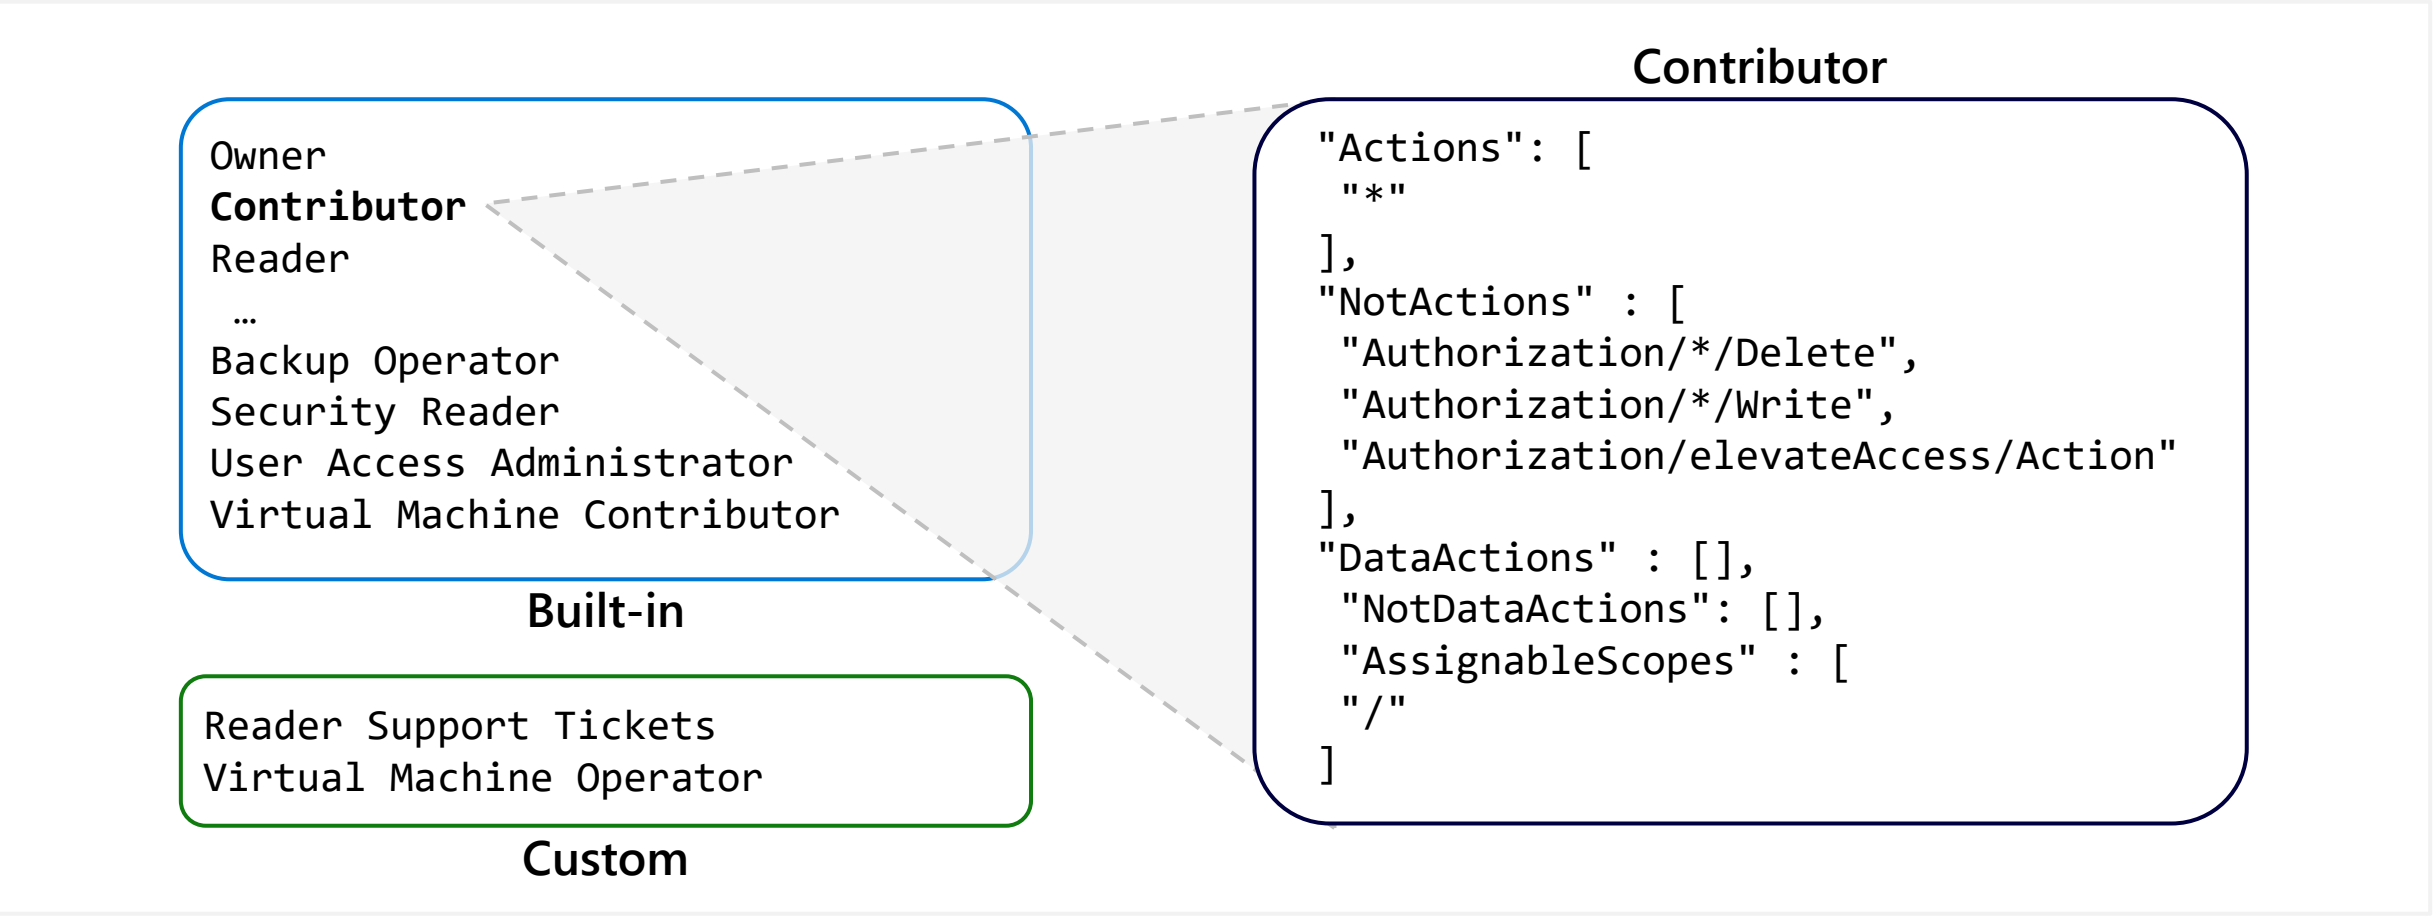 Owner
Contributor
Reader
…
Backup Operator
Security Reader
User Access Administrator
Virtual Machine Contributor
Built-in
Reader Support Tickets
Virtual Machine Operator
Custom
Contributor
"Actions": [
"*"
],
"NotActions" : [
"Authorization/*/Delete",
"Authorization/*/Write",
"Authorization/elevateAccess/Action"
],
"DataActions" : [],
"NotDataActions": [],
"AssignableScopes" : [
"/"
]